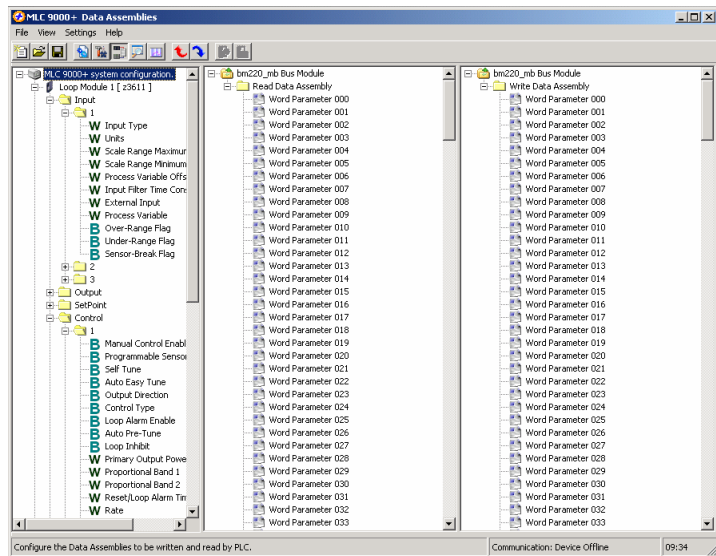 MLC 9000+ Data Assemblies
File View Settings Help
MLC 9000+ system configuration.
Loop Module 1 [ z3611 ]
Input
1
W Input Type
W Units
W Scale Range Maximur
W Scale Range Minimum
W Process Variable Offs
W Input Filter Time Con:
W External Input
W Process Variable
B Over-Range Flag
B Under-Range Flag
B Sensor-Break Flag
2
3
Output
SetPoint
Control
1
B Manual Control Enabl
B Programmable Sensor
B Self Tune
B Auto Easy Tune
B Output Direction
B Control Type
B Loop Alarm Enable
B Auto Pre-Tune
B Loop Inhibit
W Primary Output Powe
W Proportional Band 1
W Proportional Band 2
W Reset/Loop Alarm Tim
W Rate
bm220_mb Bus Module
Read Data Assembly
Word Parameter 000
Word Parameter 001
Word Parameter 002
Word Parameter 003
Word Parameter 004
Word Parameter 005
Word Parameter 006
Word Parameter 007
Word Parameter 008
Word Parameter 009
Word Parameter 010
Word Parameter 011
Word Parameter 012
Word Parameter 013
Word Parameter 014
Word Parameter 015
Word Parameter 016
Word Parameter 017
Word Parameter 018
Word Parameter 019
Word Parameter 020
Word Parameter 021
Word Parameter 022
Word Parameter 023
Word Parameter 024
Word Parameter 025
Word Parameter 026
Word Parameter 027
Word Parameter 028
Word Parameter 029
Word Parameter 030
Word Parameter 031
Word Parameter 032
Word Parameter 033
bm220_mb Bus Module
Write Data Assembly
Word Parameter 000
Word Parameter 001
Word Parameter 002
Word Parameter 003
Word Parameter 004
Word Parameter 005
Word Parameter 006
Word Parameter 007
Word Parameter 008
Word Parameter 009
Word Parameter 010
Word Parameter 011
Word Parameter 012
Word Parameter 013
Word Parameter 014
Word Parameter 015
Word Parameter 016
Word Parameter 017
Word Parameter 018
Word Parameter 019
Word Parameter 020
Word Parameter 021
Word Parameter 022
Word Parameter 023
Word Parameter 024
Word Parameter 025
Word Parameter 026
Word Parameter 027
Word Parameter 028
Word Parameter 029
Word Parameter 030
Word Parameter 031
Word Parameter 032
Word Parameter 033
Configure the Data Assemblies to be written and read by PLC.
Communication: Device Offline
09:34